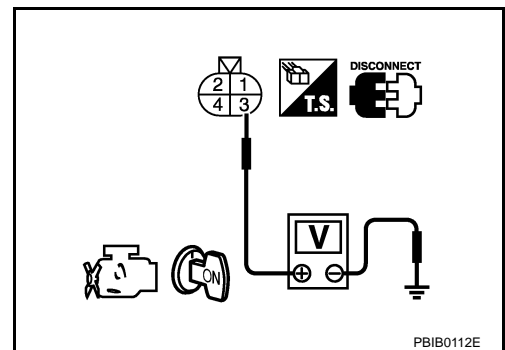 DISCONNECT
2 1
4 3
T.S.
V
ON
PBIB0112E